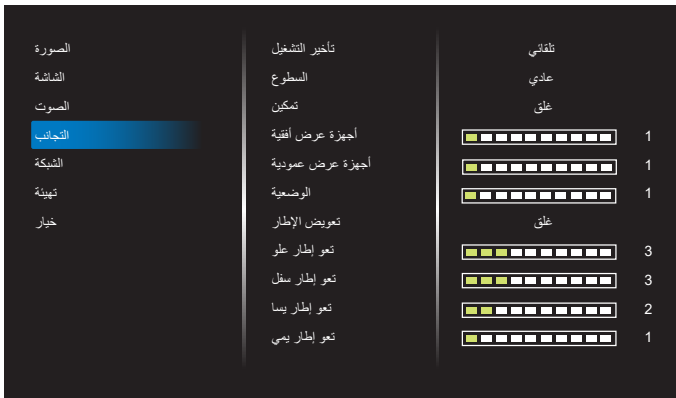 الصورة
الشاشة
الصوت
التجانب
الشبكة
تهيئة
خيار
تأخير التشغيل تلقائي
السطوع عادي
تمكين غلق
أجهزة عرض أفقية 1
أجهزة عرض عمودية 1
الوضعية 1
تعويض الإطار غلق
تعو إطار علو 3
تعو إطار سفل 3
تعو إطار يسا 2
تعو إطار يمي 1